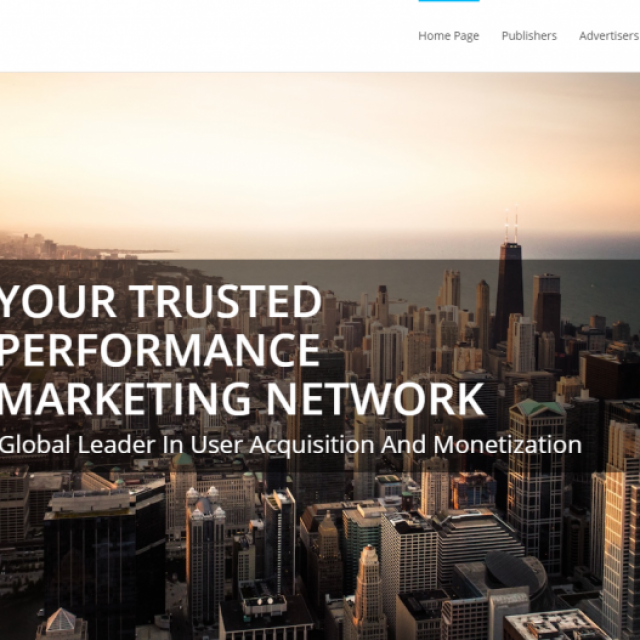 Home Page Publishers Advertisers
YOUR TRUSTED
PERFORMANCE
MARKETING NETWORK
Global Leader In User Acquisition And Monetization